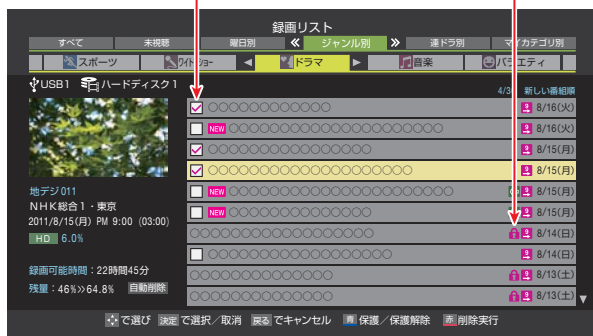 録画リスト
すべて 未視聴 曜日別 ≪ ジャンル別 ≫ 連ドラ別 マイカテゴリ別
スポーツ ワイドショー ◀ ドラマ ▶ 音楽 バラエティ
USB1 ハードディスク1
新しい番組順
○○○○○○○○○○○○ 8/16(火)
NEW ○○○○○○○○○○○○○○○○○○○○ 8/16(火)
○○○○○○○○○○○○○○○ 8/15(月)
○○○○○○○○○○○○○○○○○○○ 8/15(月)
NEW ○○○○○○○○○○○○○○○○○○○○○ 8/15(月)
NEW ○○○○○○○○○○○○○○ 8/15(月)
○○○○○○○○○○○○○○○○ 8/14(日)
○○○○○○○○○○○○○○○○○ 8/14(日)
○○○○○○○○○○○○○ 8/13(土)
○○○○○○○○○○○○○○ 8/13(土)
地デジ011
NHK総合1・東京
2011/8/15(月) PM 9:00 (03:00)
HD 6.0%
録画可能時間：22時間45分
残量：46%≫64.8% 自動削除
で選び 決定 で選択／取消 戻る でキャンセル 青 保護／保護解除 赤 削除実行